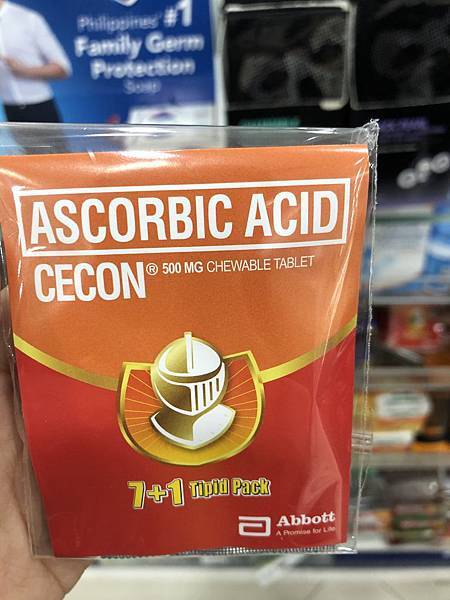 Philippines' #1
Family Germ
Protection
Soap
ASCORBIC ACID
CECON® 500 MG CHEWABLE TABLET
7+1 Tipid Pack
Abbott
A Promise for Life